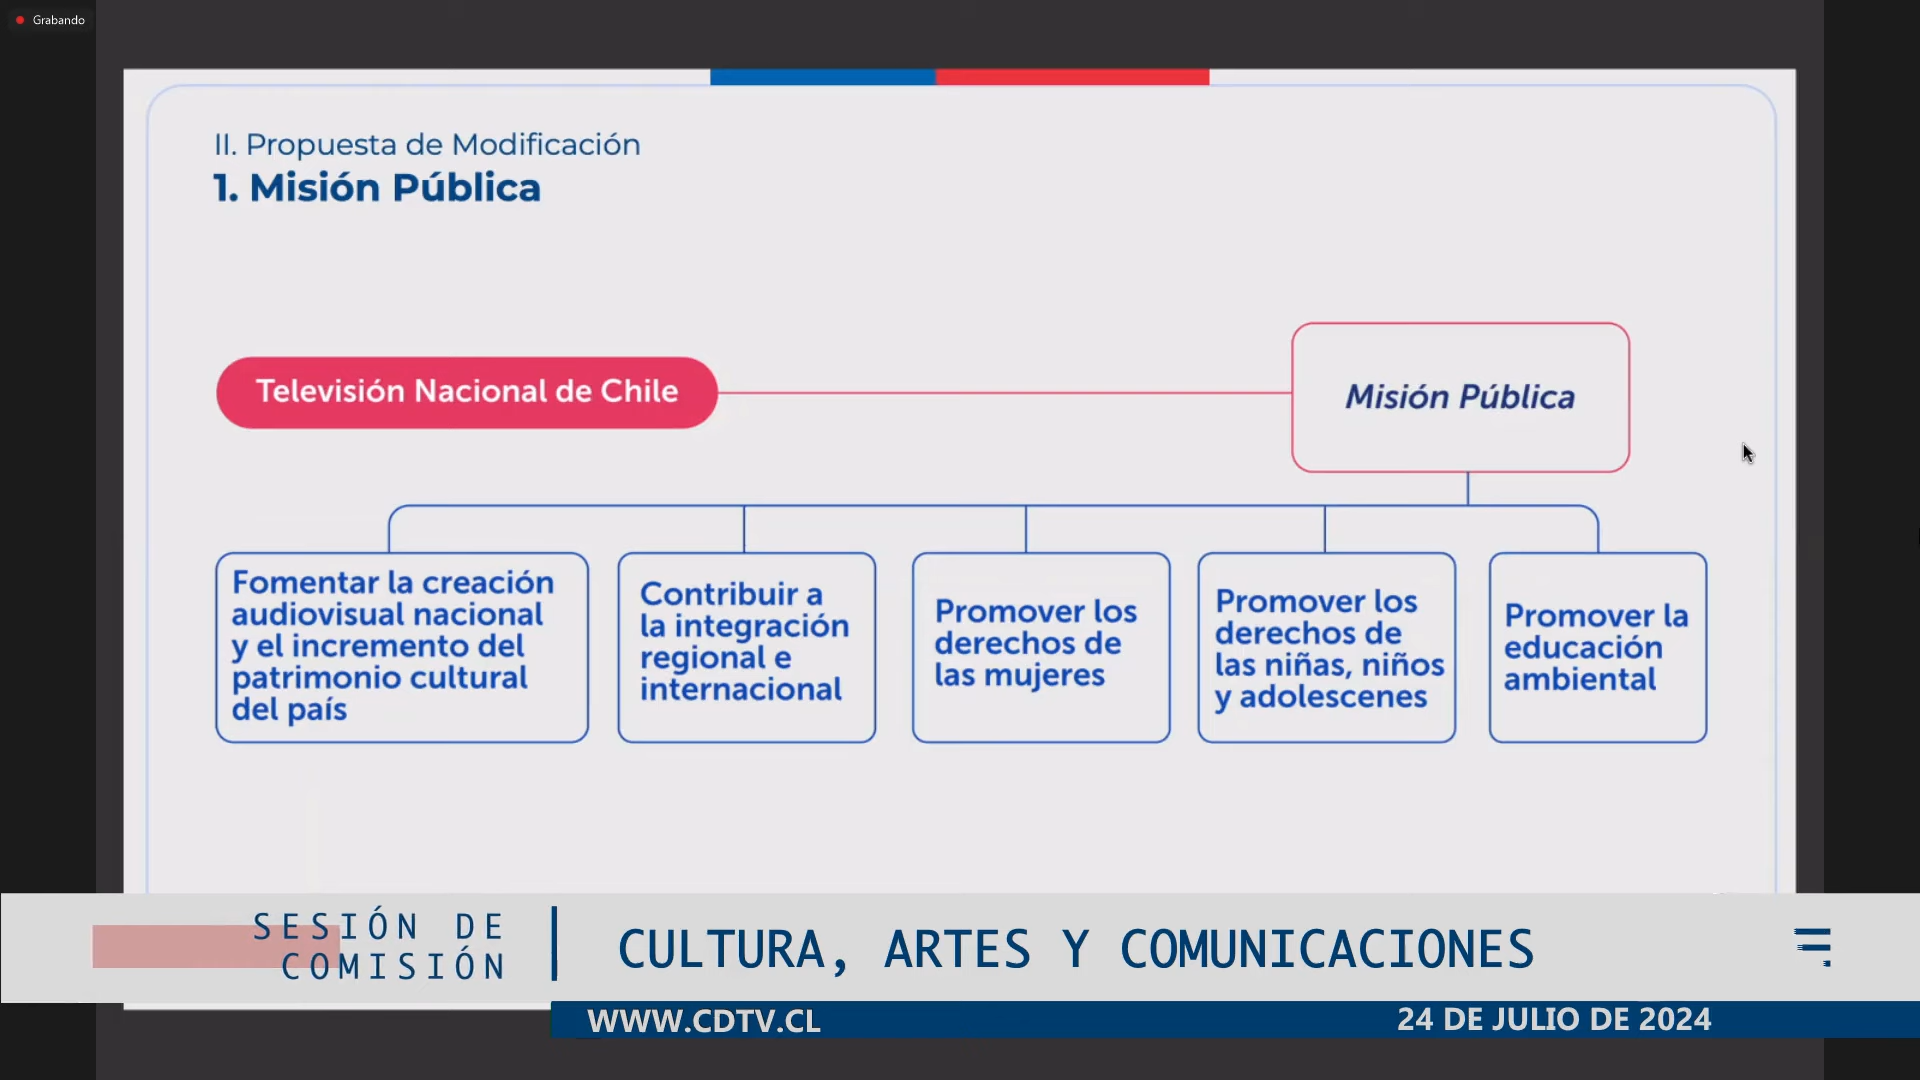 Grabando
II. Propuesta de Modificación
1. Misión Pública
Televisión Nacional de Chile
Misión Pública
Fomentar la creación
audiovisual nacional
y el incremento del
patrimonio cultural
del país
Contribuir a
la integración
regional e
internacional
Promover los
derechos de
las mujeres
Promover los
derechos de
las niñas, niños
y adolescenes
Promover la
educación
ambiental
SESIÓN DE
COMISIÓN
CULTURA, ARTES Y COMUNICACIONES
WWW.CDTV.CL
24 DE JULIO DE 2024